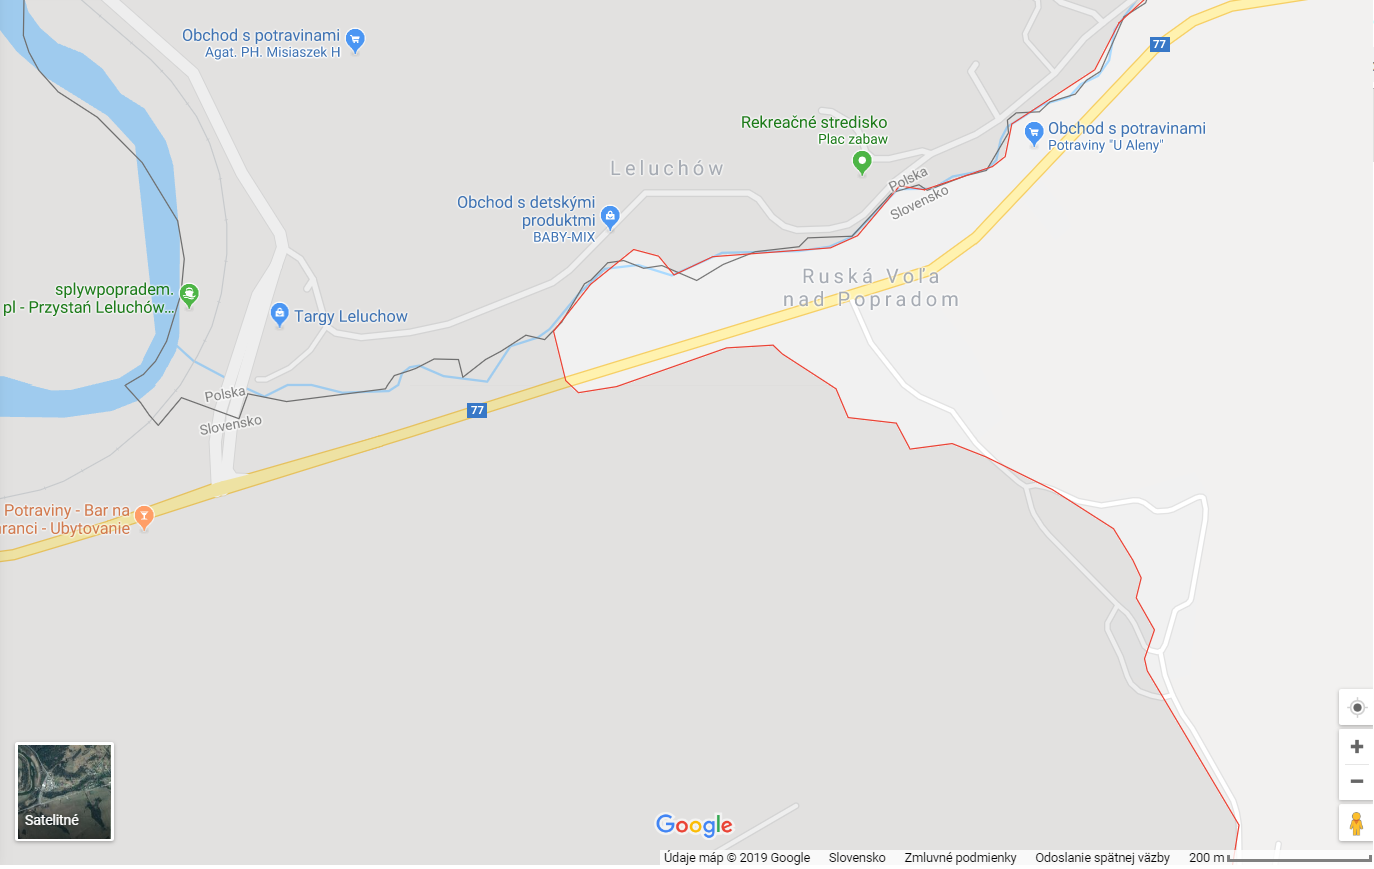 Obchod s potravinami
Agat. PH. Misiaszek H
77
Rekreačné stredisko
Plac zabaw
Obchod s potravinami
Potraviny "U Aleny"
Leluchów
Polska
Slovensko
Obchod s detskými
produktmi
BABY-MIX
Ruská Voľa
nad Popradom
splywpopradem.
pl - Przystań Leluchów...
Targy Leluchow
Polska
Slovensko
77
Potraviny - Bar na
hranci - Ubytovanie
Satelitné
Google
Údaje máp © 2019 Google Slovensko Zmluvné podmienky Odoslanie spätnej väzby 200 m